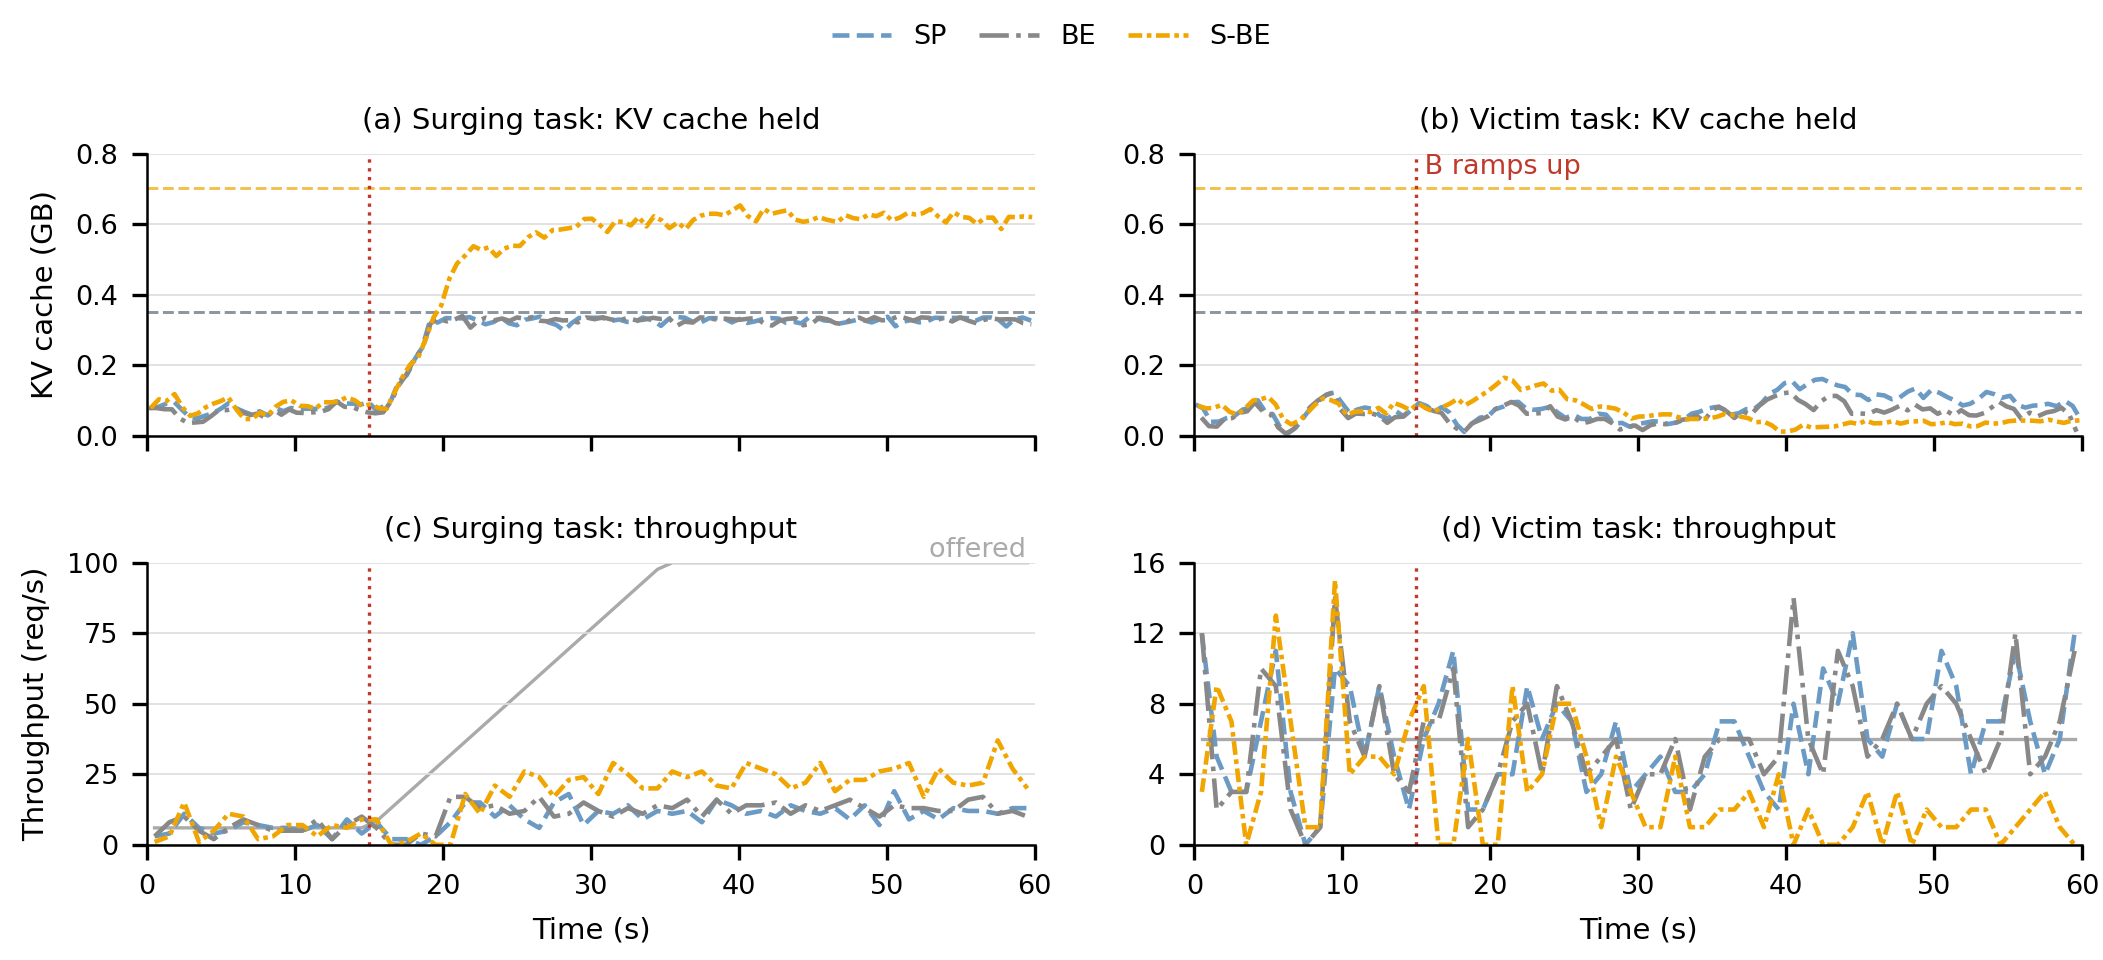 SP BE S-BE
(a) Surging task: KV cache held
KV cache (GB)
0.8
0.6
0.4
0.2
0.0
(b) Victim task: KV cache held
B ramps up
0.8
0.6
0.4
0.2
0.0
(c) Surging task: throughput
offered
Throughput (req/s)
100
75
50
25
0
0 10 20 30 40 50 60
Time (s)
(d) Victim task: throughput
16
12
8
4
0
0 10 20 30 40 50 60
Time (s)